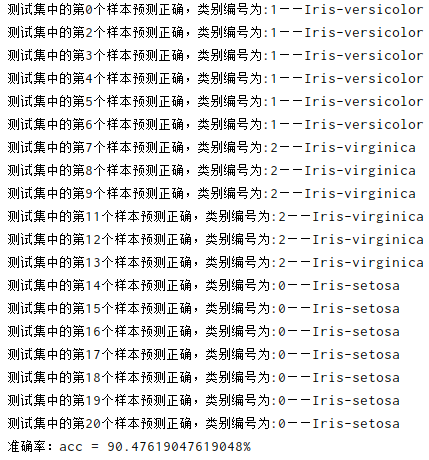 测试集中的第0个样本预测正确，类别编号为:1——Iris-versicolor
测试集中的第2个样本预测正确，类别编号为:1——Iris-versicolor
测试集中的第3个样本预测正确，类别编号为:1——Iris-versicolor
测试集中的第4个样本预测正确，类别编号为:1——Iris-versicolor
测试集中的第5个样本预测正确，类别编号为:1——Iris-versicolor
测试集中的第6个样本预测正确，类别编号为:1——Iris-versicolor
测试集中的第7个样本预测正确，类别编号为:2——Iris-virginica
测试集中的第8个样本预测正确，类别编号为:2——Iris-virginica
测试集中的第9个样本预测正确，类别编号为:2——Iris-virginica
测试集中的第11个样本预测正确，类别编号为:2——Iris-virginica
测试集中的第12个样本预测正确，类别编号为:2——Iris-virginica
测试集中的第13个样本预测正确，类别编号为:2——Iris-virginica
测试集中的第14个样本预测正确，类别编号为:0——Iris-setosa
测试集中的第15个样本预测正确，类别编号为:0——Iris-setosa
测试集中的第16个样本预测正确，类别编号为:0——Iris-setosa
测试集中的第17个样本预测正确，类别编号为:0——Iris-setosa
测试集中的第18个样本预测正确，类别编号为:0——Iris-setosa
测试集中的第19个样本预测正确，类别编号为:0——Iris-setosa
测试集中的第20个样本预测正确，类别编号为:0——Iris-setosa
准确率：acc = 90.47619047619048%